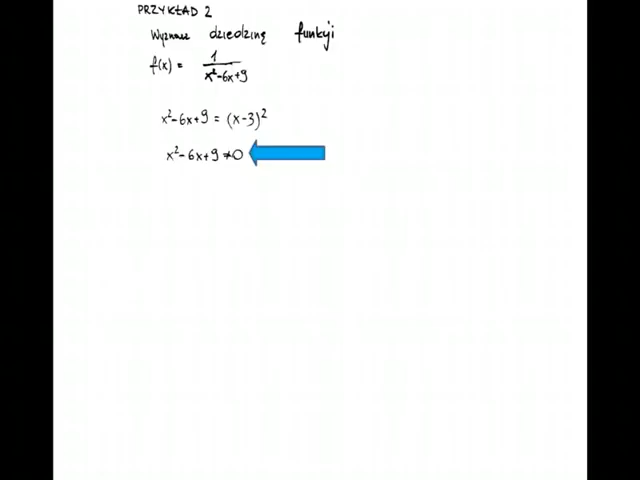 PRZYKŁAD 2
Wyznacz dziedzinę funkcji
f(x) = 1/(x²-6x+9)
x²-6x+9 = (x-3)²
x²-6x+9 ≠ 0